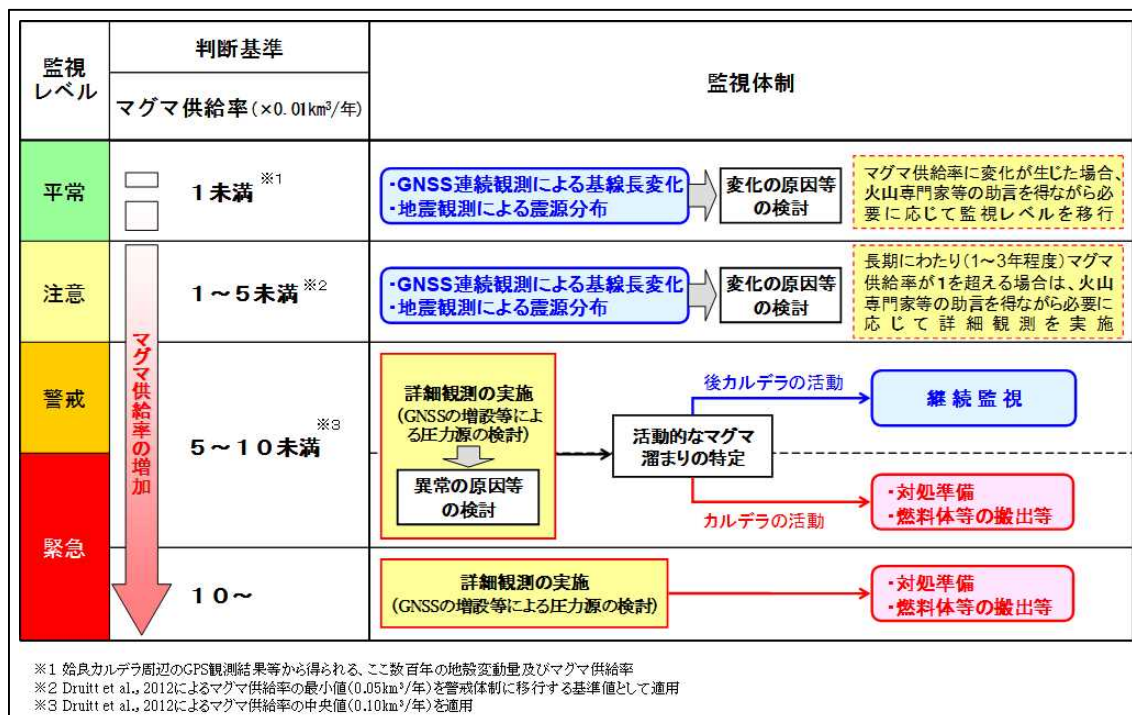 監視
レベル
判断基準
マグマ供給率(×0.01km³/年)
監視体制
平常
1未満 ※1
・GNSS連続観測による基線長変化
・地震観測による震源分布
変化の原因等
の検討
マグマ供給率に変化が生じた場合、
火山専門家等の助言を得ながら必
要に応じて監視レベルを移行
注意
1~5未満 ※2
・GNSS連続観測による基線長変化
・地震観測による震源分布
変化の原因等
の検討
長期にわたり(1~3年程度)マグマ
供給率が1を超える場合は、火山
専門家等の助言を得ながら必要に
応じて詳細観測を実施
マグマ供給率の増加
警戒
5~10未満 ※3
詳細観測の実施
(GNSSの増設等によ
る圧力源の検討)
異常の原因等
の検討
活動的なマグマ
溜まりの特定
後カルデラの活動
継続監視
カルデラの活動
・対処準備
・燃料体等の搬出等
緊急
10~
詳細観測の実施
(GNSSの増設等による圧力源の検討)
・対処準備
・燃料体等の搬出等
※1 姶良カルデラ周辺のGPS観測結果等から得られる、ここ数百年の地殻変動量及びマグマ供給率
※2 Druitt et al., 2012によるマグマ供給率の最小値(0.05km³/年)を警戒体制に移行する基準値として適用
※3 Druitt et al., 2012によるマグマ供給率の中央値(0.10km³/年)を適用